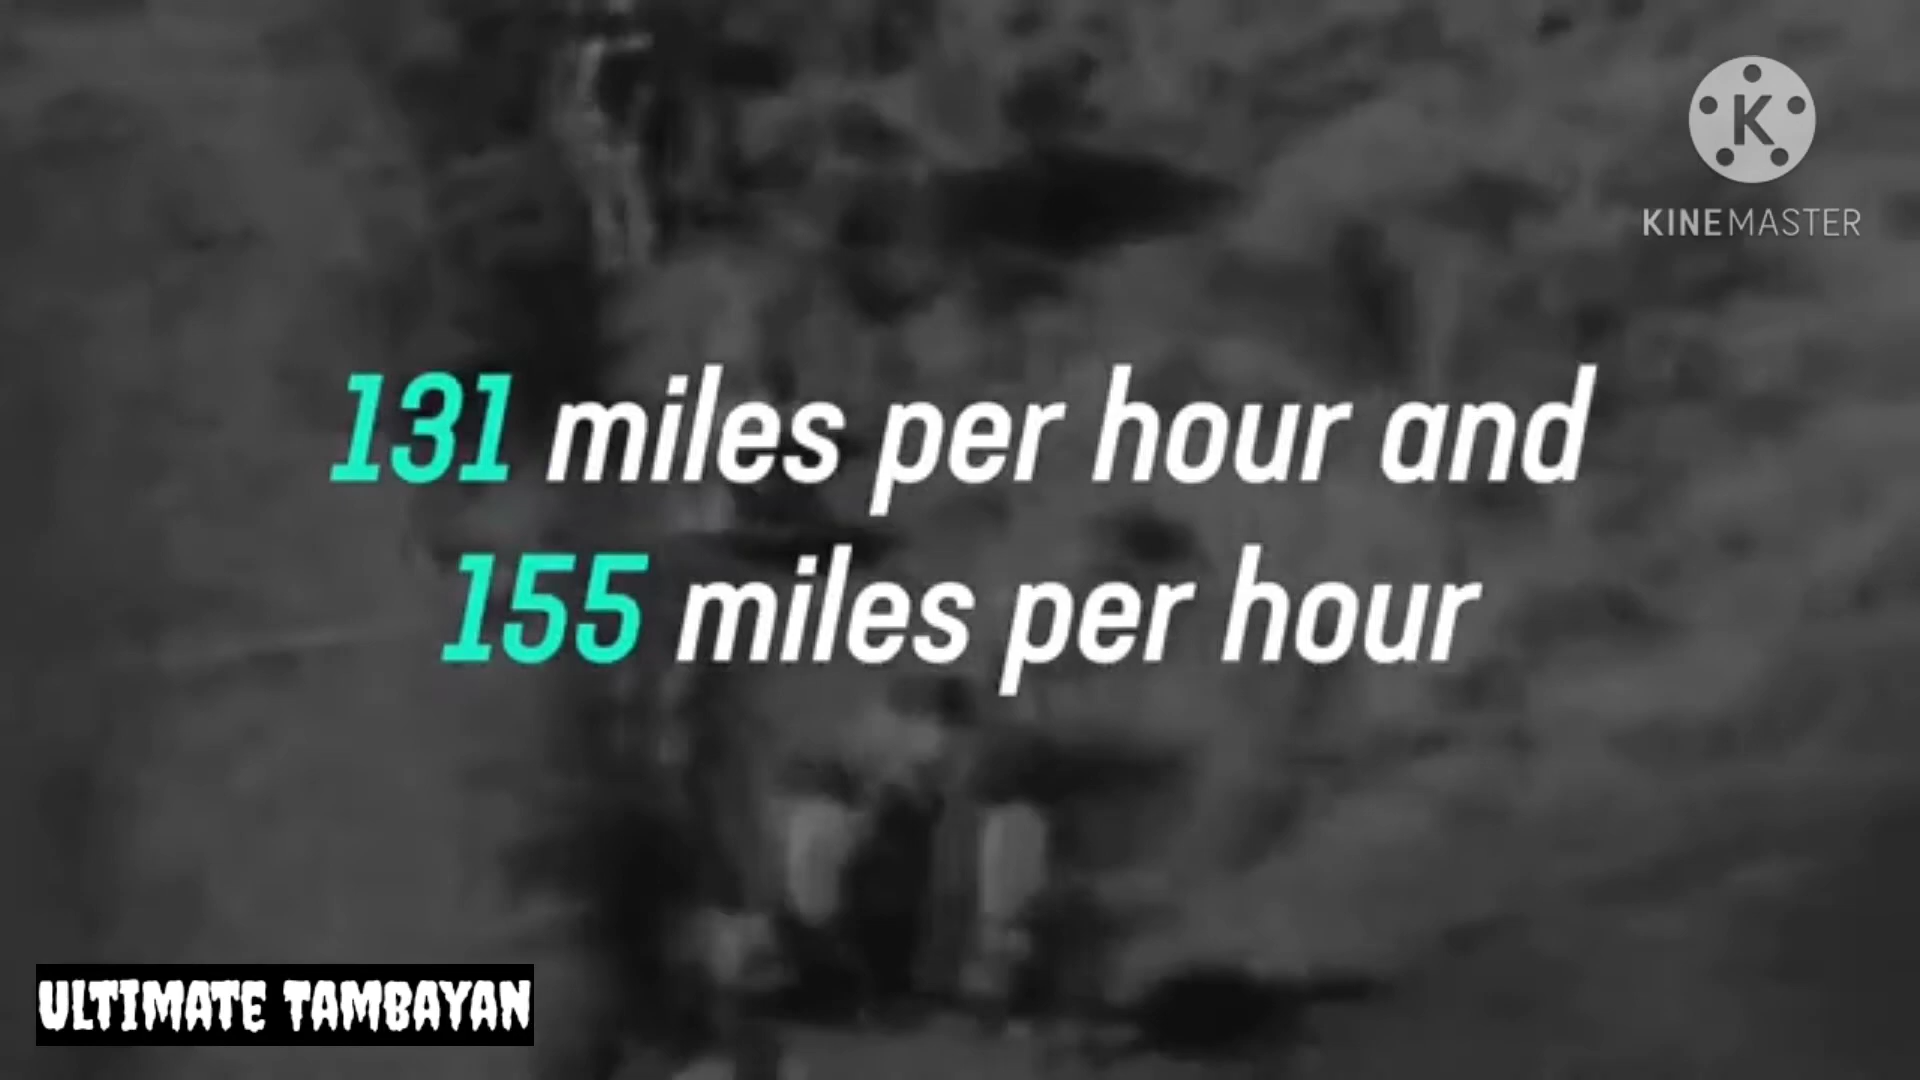 K
KINEMASTER
131 miles per hour and
155 miles per hour
ULTIMATE TAMBAYAN